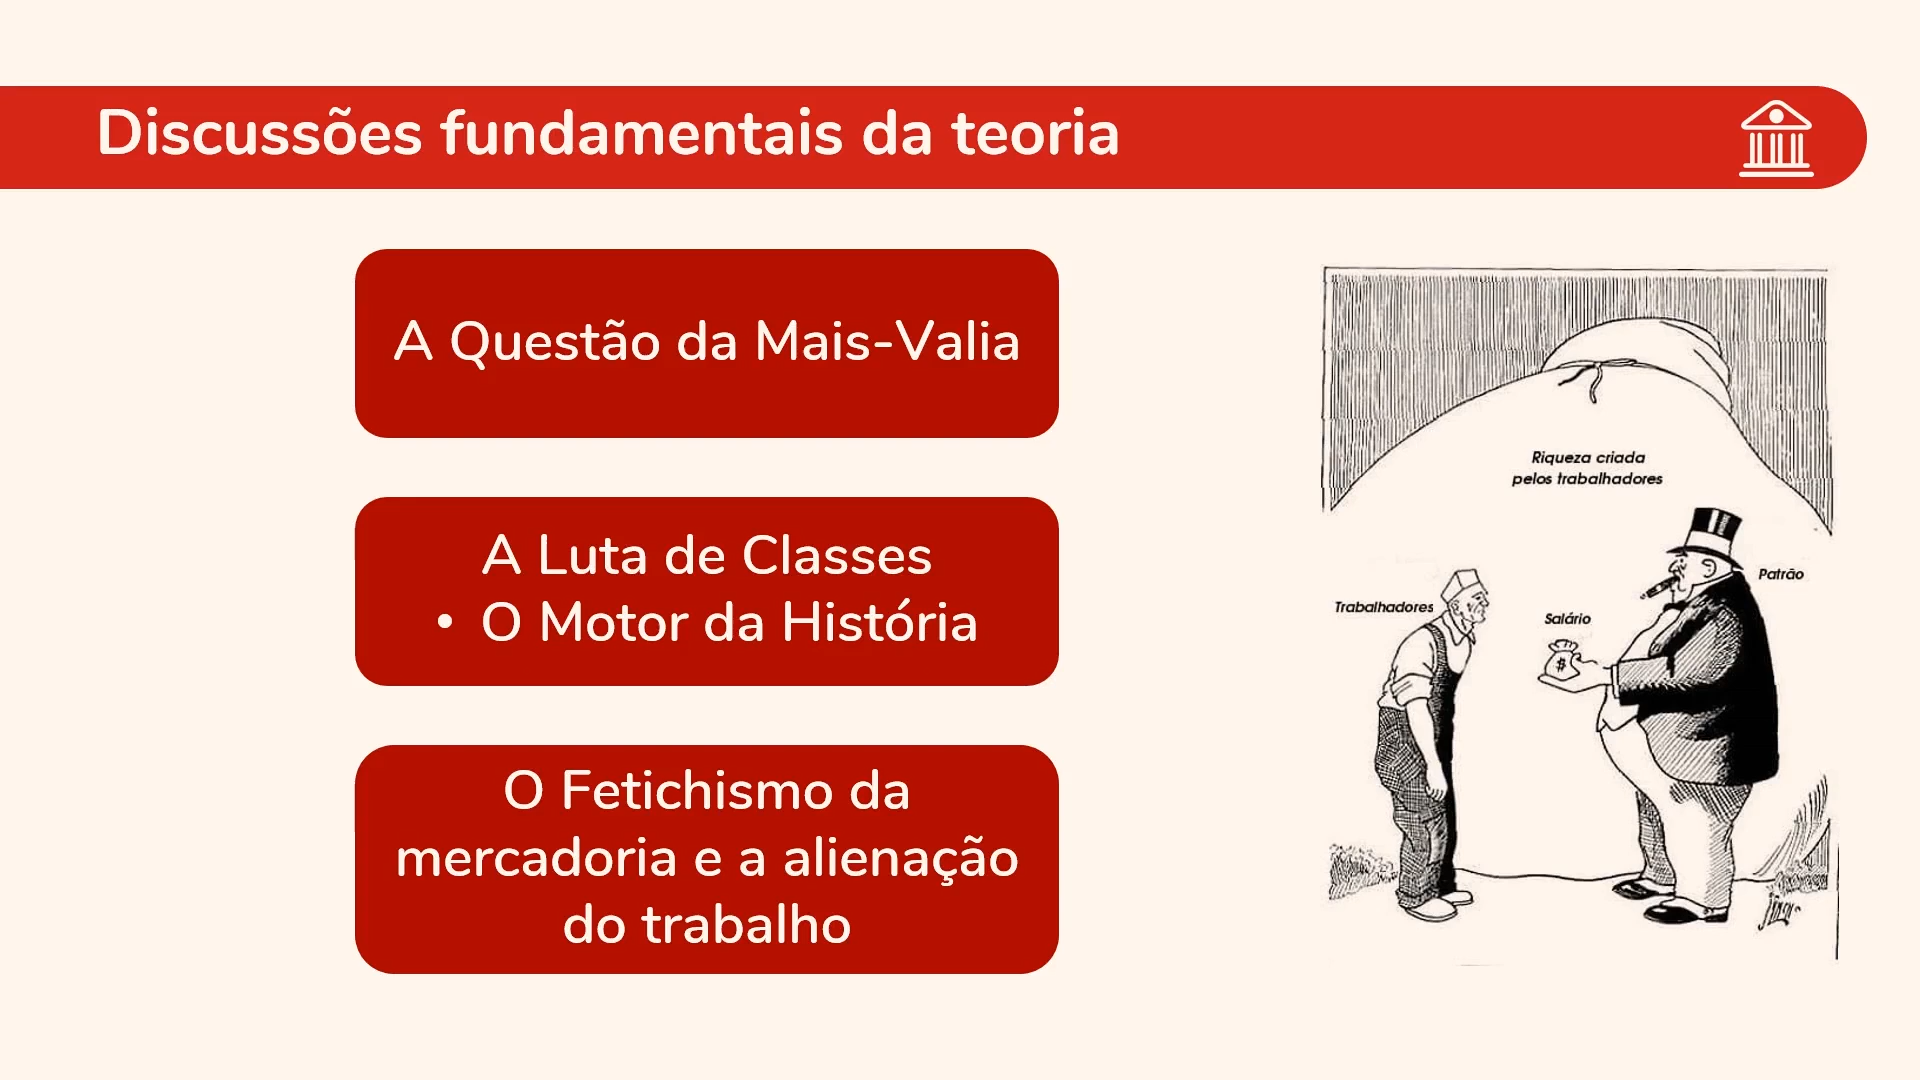 Discussões fundamentais da teoria
A Questão da Mais-Valia
A Luta de Classes
• O Motor da História
O Fetichismo da
mercadoria e a alienação
do trabalho
Riqueza criada
pelos trabalhadores
Patrão
Trabalhadores
Salário
$